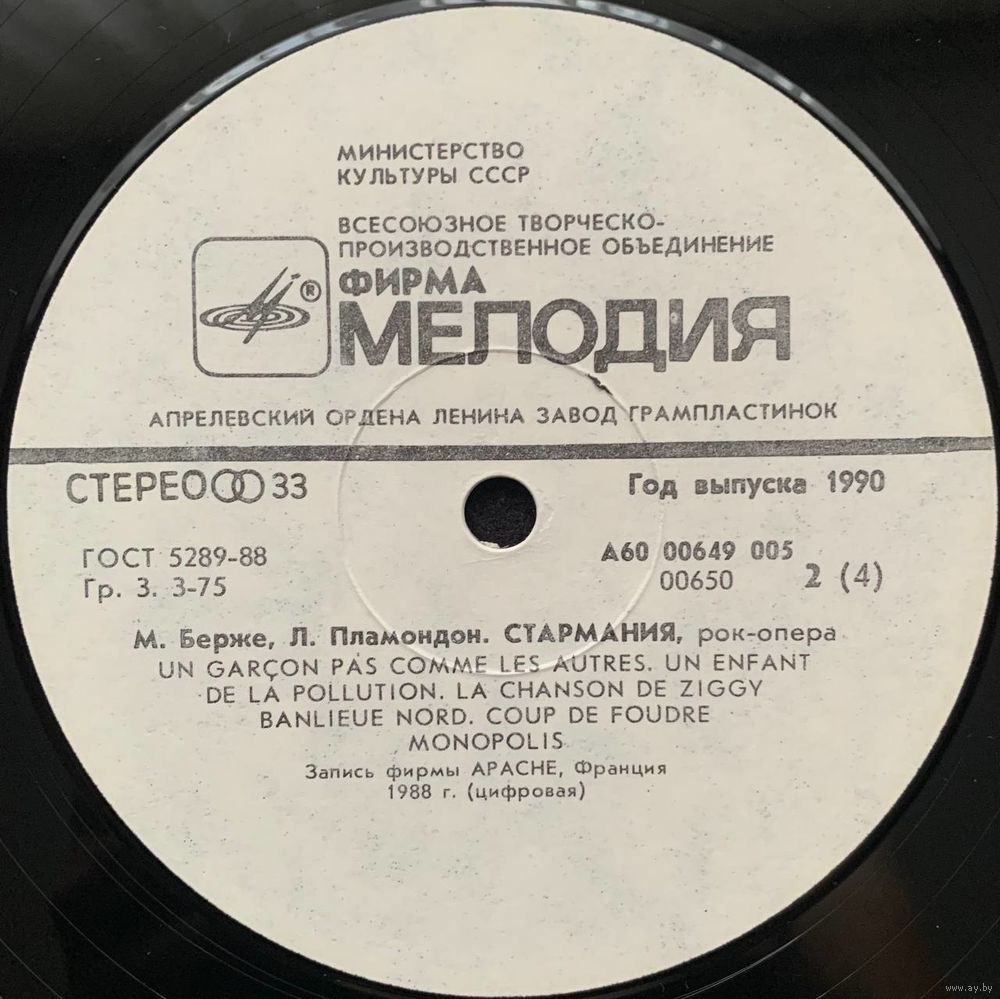 МИНИСТЕРСТВО
КУЛЬТУРЫ СССР
ВСЕСОЮЗНОЕ ТВОРЧЕСКО-
ПРОИЗВОДСТВЕННОЕ ОБЪЕДИНЕНИЕ
ФИРМА
®
МЕЛОДИЯ
АПРЕЛЕВСКИЙ ОРДЕНА ЛЕНИНА ЗАВОД ГРАМПЛАСТИНОК
СТЕРЕО 33
Год выпуска 1990
ГОСТ 5289-88
Гр. 3. 3-75
А60 00649 005
00650 2 (4)
М. Берже, Л. Пламондон. СТАРМАНИЯ, рок-опера
UN GARÇON PAS COMME LES AUTRES. UN ENFANT
DE LA POLLUTION. LA CHANSON DE ZIGGY
BANLIEUE NORD. COUP DE FOUDRE
MONOPOLIS
Запись фирмы APACHE, Франция
1988 г. (цифровая)
www.ay.by